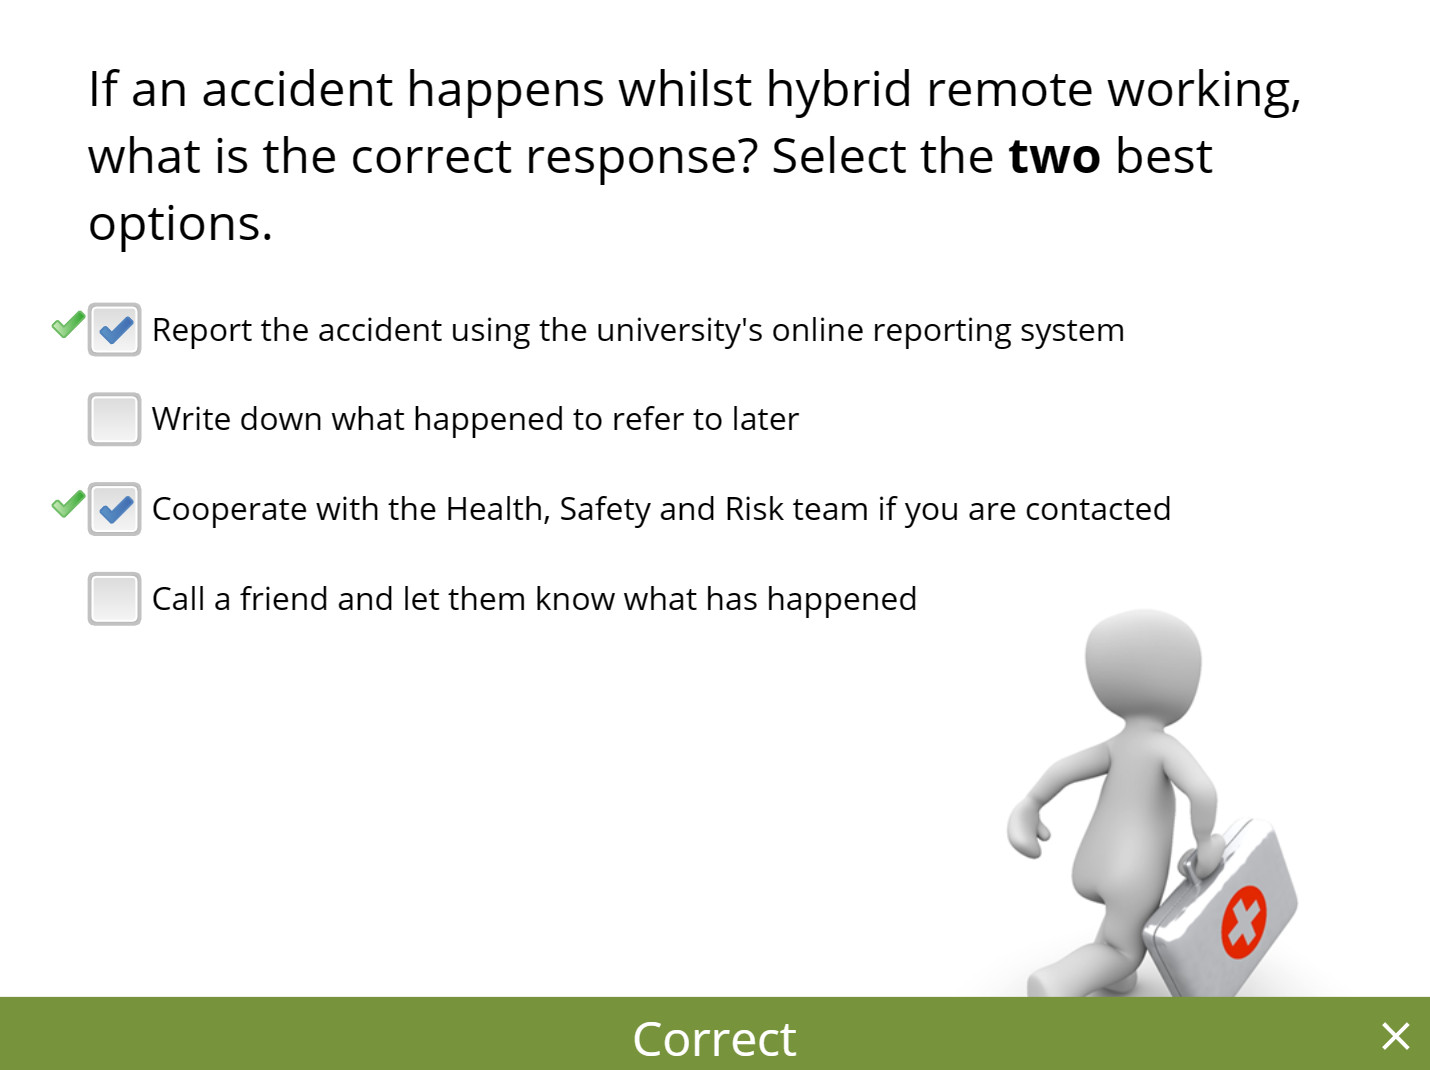 If an accident happens whilst hybrid remote working,
what is the correct response? Select the two best
options.
Report the accident using the university's online reporting system
Write down what happened to refer to later
Cooperate with the Health, Safety and Risk team if you are contacted
Call a friend and let them know what has happened
Correct